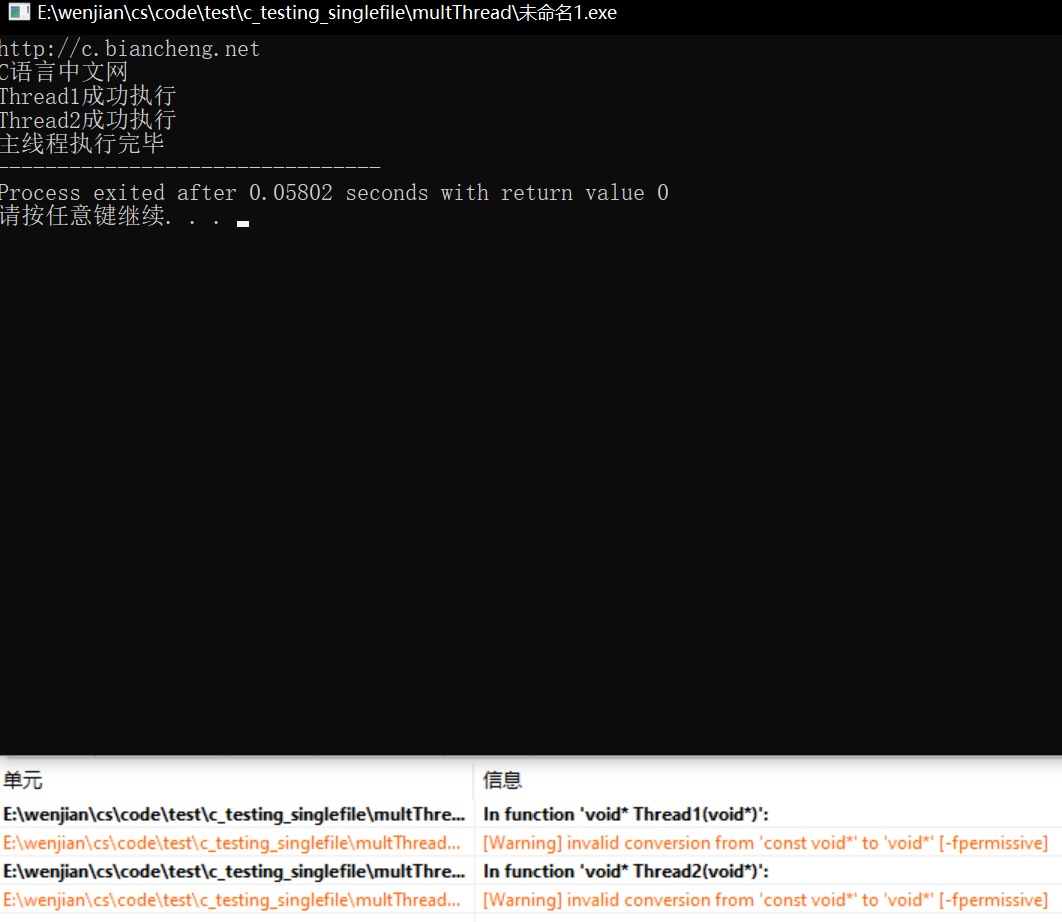 E:\wenjian\cs\code\test\c_testing_singlefile\multThread\未命名1.exe
http://c.biancheng.net
C语言中文网
Thread1成功执行
Thread2成功执行
主线程执行完毕
--------------------------------
Process exited after 0.05802 seconds with return value 0
请按任意键继续. . .
单元 信息
E:\wenjian\cs\code\test\c_testing_singlefile\multThre... In function 'void* Thread1(void*)':
E:\wenjian\cs\code\test\c_testing_singlefile\multThread... [Warning] invalid conversion from 'const void*' to 'void*' [-fpermissive]
E:\wenjian\cs\code\test\c_testing_singlefile\multThre... In function 'void* Thread2(void*)':
E:\wenjian\cs\code\test\c_testing_singlefile\multThread... [Warning] invalid conversion from 'const void*' to 'void*' [-fpermissive]